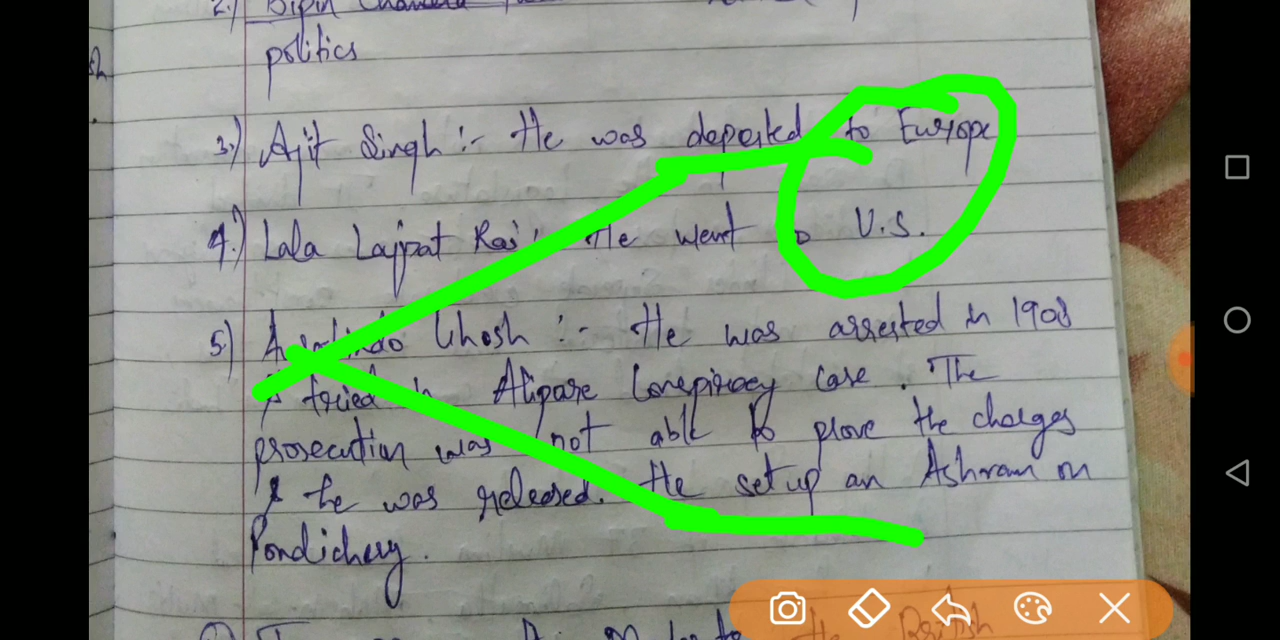 politics
3.) Ajit Singh :- He was deported to Europe
4.) Lala Lajpat Rai :- He went to U.S.
5.) Aurobindo Ghosh :- He was arrested in 1908
& tried in Alipore Conspiracy case. The
prosecution was not able to prove the charges
& he was released. He set up an Ashram on
Pondichery.